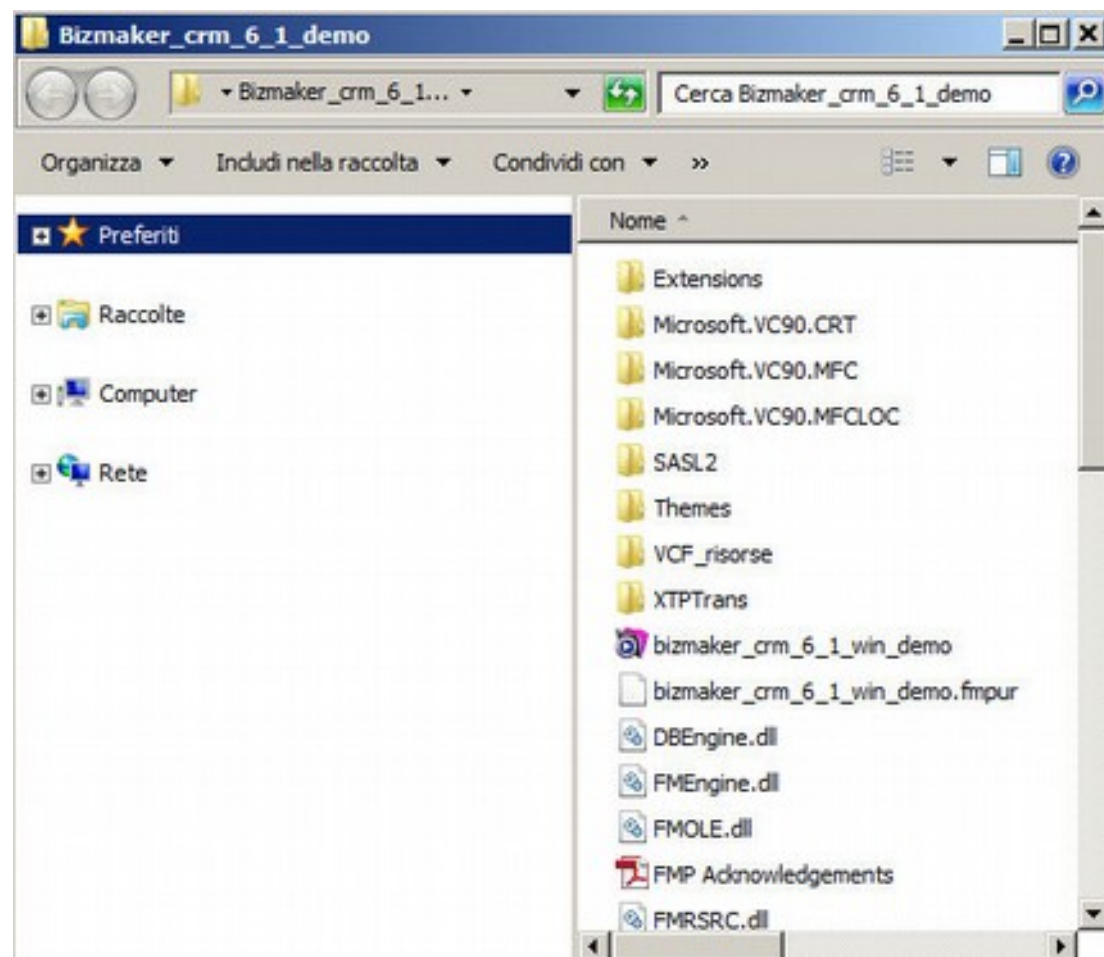 Bizmaker_crm_6_1_demo
Bizmaker_crm_6_1... Cerca Bizmaker_crm_6_1_demo
Organizza Includi nella raccolta Condividi con »
Nome
Preferiti
Raccolte
Computer
Rete
Extensions
Microsoft.VC90.CRT
Microsoft.VC90.MFC
Microsoft.VC90.MFCLOC
SASL2
Themes
VCF_risorse
XTPTrans
bizmaker_crm_6_1_win_demo
bizmaker_crm_6_1_win_demo.fmpur
DBEngine.dll
FMEngine.dll
FMOLE.dll
FMP Acknowledgements
FMRSRC.dll